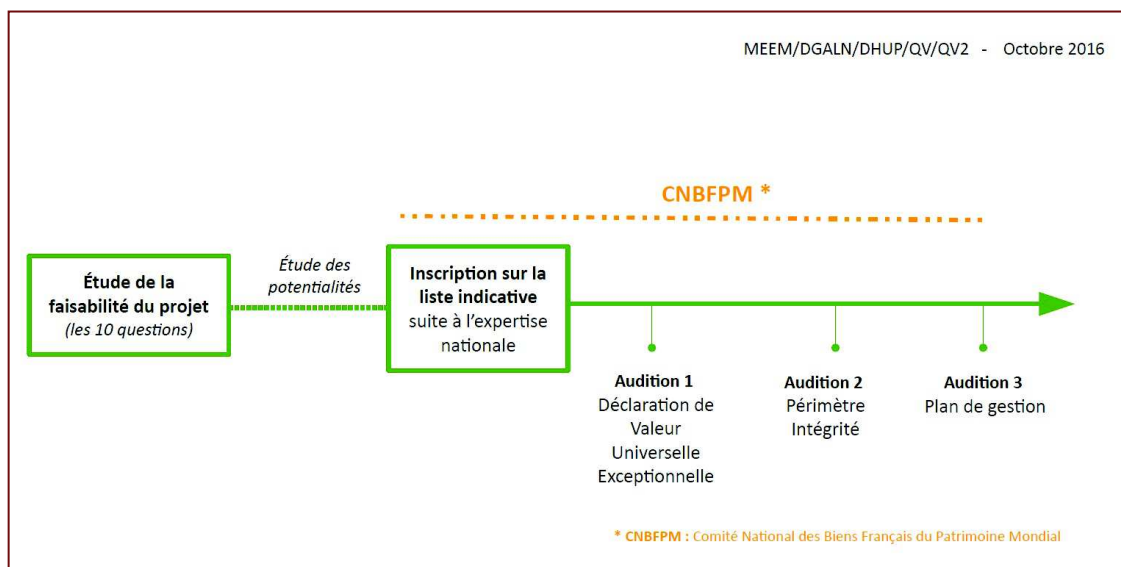 MEEM/DGALN/DHUP/QV/QV2 - Octobre 2016
CNBFPM *
Étude de la
faisabilité du projet
(les 10 questions)
Étude des
potentialités
Inscription sur la
liste indicative
suite à l'expertise
nationale
Audition 1
Déclaration de
Valeur
Universelle
Exceptionnelle
Audition 2
Périmètre
Intégrité
Audition 3
Plan de gestion
* CNBFPM : Comité National des Biens Français du Patrimoine Mondial